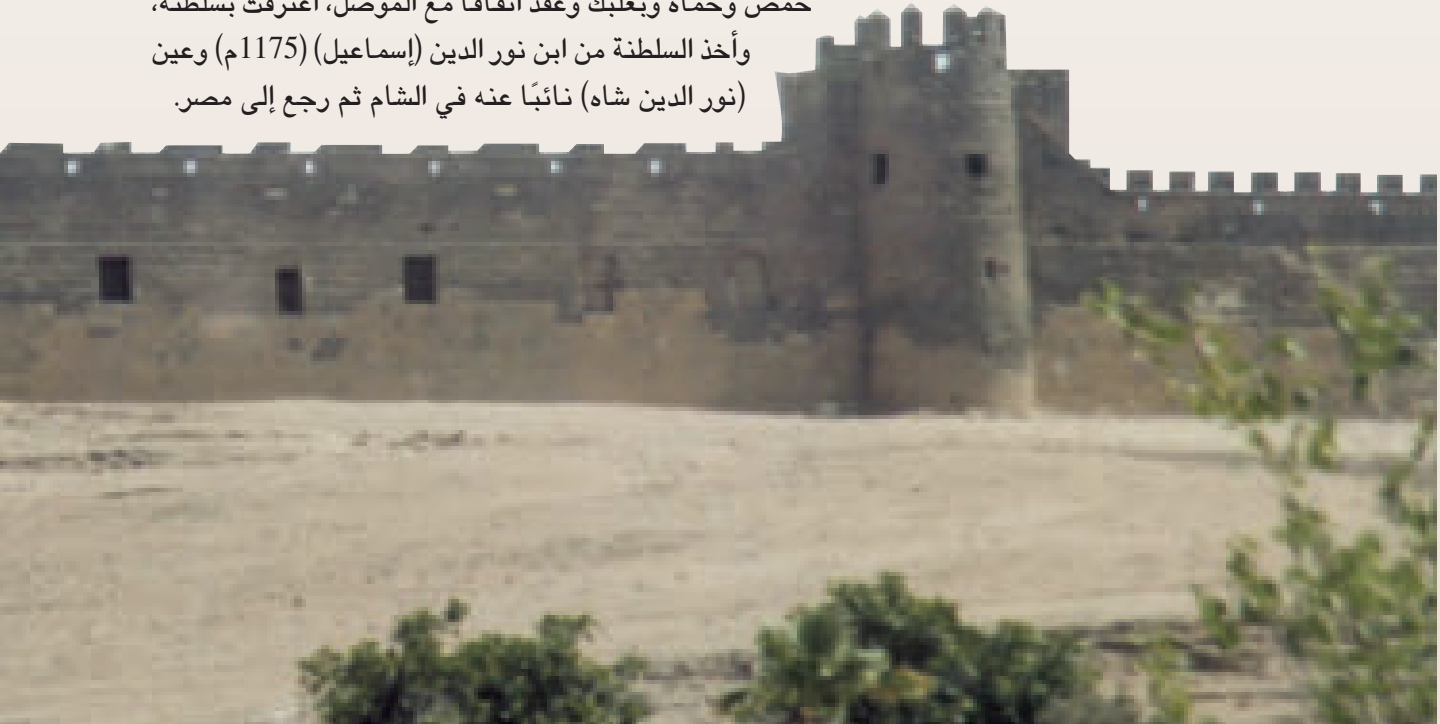 حمص وحماه وبعلبك وعقد اتفاقًا مع الموصل، اعترفت بسلطنة،
وأخذ السلطنة من ابن نور الدين (إسماعيل) (1175م) وعين
(نور الدين شاه) نائبًا عنه في الشام ثم رجع إلى مصر.